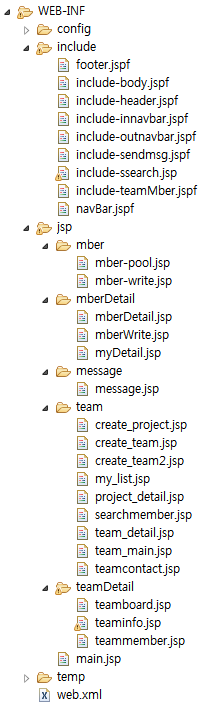 WEB-INF
config
include
footer.jspf
include-body.jspf
include-header.jspf
include-innavbar.jspf
include-outnavbar.jspf
include-sendmsg.jspf
include-ssearch.jsp
include-teamMber.jspf
navBar.jspf
jsp
mber
mber-pool.jsp
mber-write.jsp
mberDetail
mberDetail.jsp
mberWrite.jsp
myDetail.jsp
message
message.jsp
team
create_project.jsp
create_team.jsp
create_team2.jsp
my_list.jsp
project_detail.jsp
searchmember.jsp
team_detail.jsp
team_main.jsp
teamcontact.jsp
teamDetail
teamboard.jsp
teaminfo.jsp
teammember.jsp
main.jsp
temp
web.xml